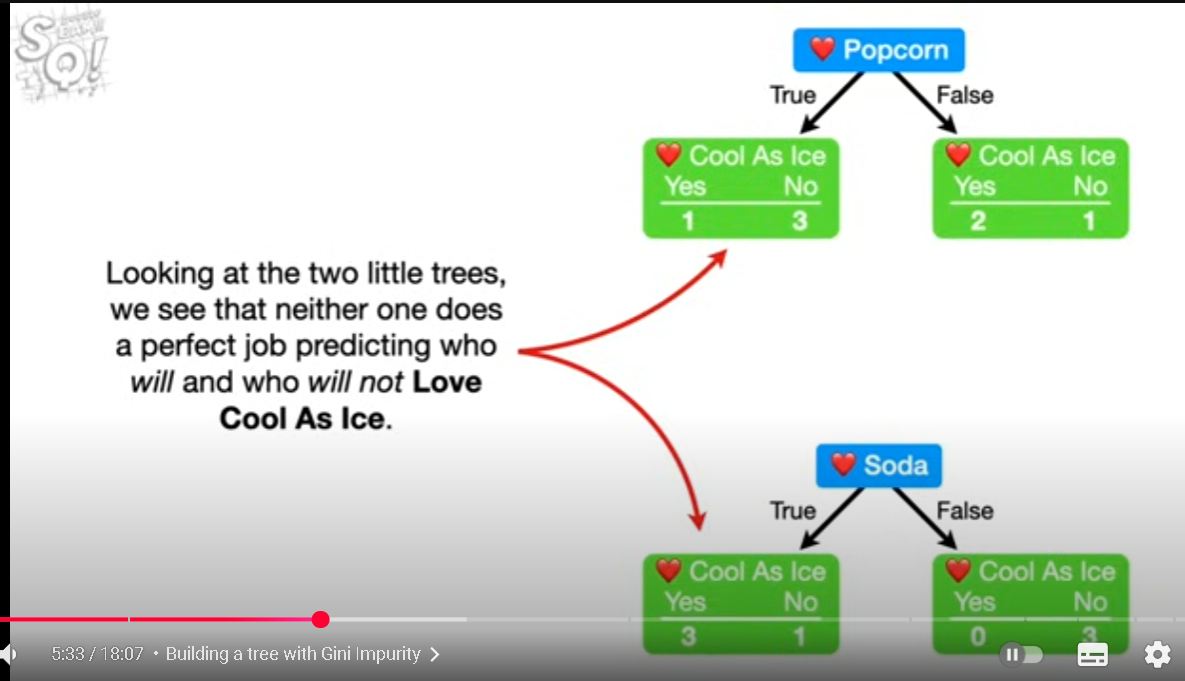 SQ!
❤️ Popcorn
True False
❤️ Cool As Ice ❤️ Cool As Ice
Yes No Yes No
1 3 2 1
Looking at the two little trees,
we see that neither one does
a perfect job predicting who
will and who will not Love
Cool As Ice.
❤️ Soda
True False
❤️ Cool As Ice ❤️ Cool As Ice
Yes No Yes No
3 1 0 3
5:33 / 18:07 • Building a tree with Gini Impurity >